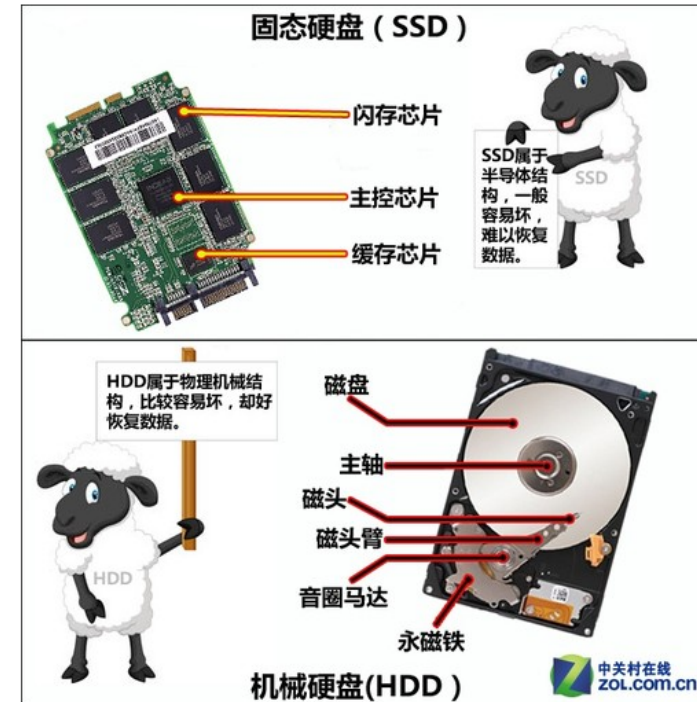 固态硬盘（SSD）
闪存芯片
主控芯片
缓存芯片
SSD属于
半导体结
构，一般
容易坏，
难以恢复
数据。
SSD
HDD属于物理机械结
构，比较容易坏，却好
恢复数据。
HDD
磁盘
主轴
磁头
磁头臂
音圈马达
永磁铁
机械硬盘(HDD）
中关村在线
ZOL.COM.CN